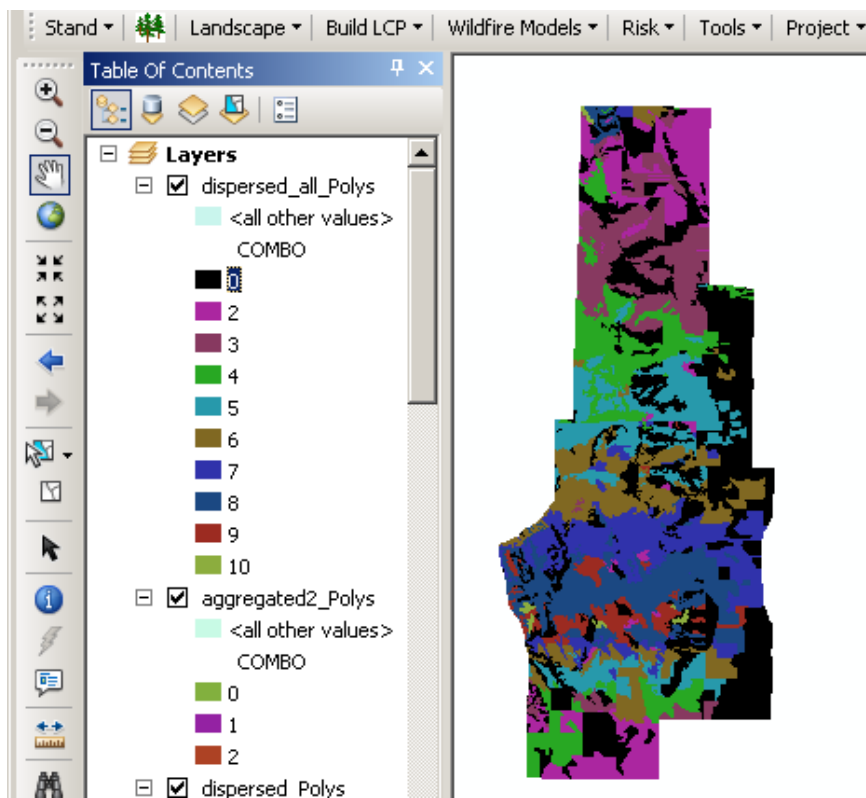 Stand Landscape Build LCP Wildfire Models Risk Tools Project
Table Of Contents
Layers
dispersed_all_Polys
<all other values>
COMBO
0
2
3
4
5
6
7
8
9
10
aggregated2_Polys
<all other values>
COMBO
0
1
2
dispersed_Polys